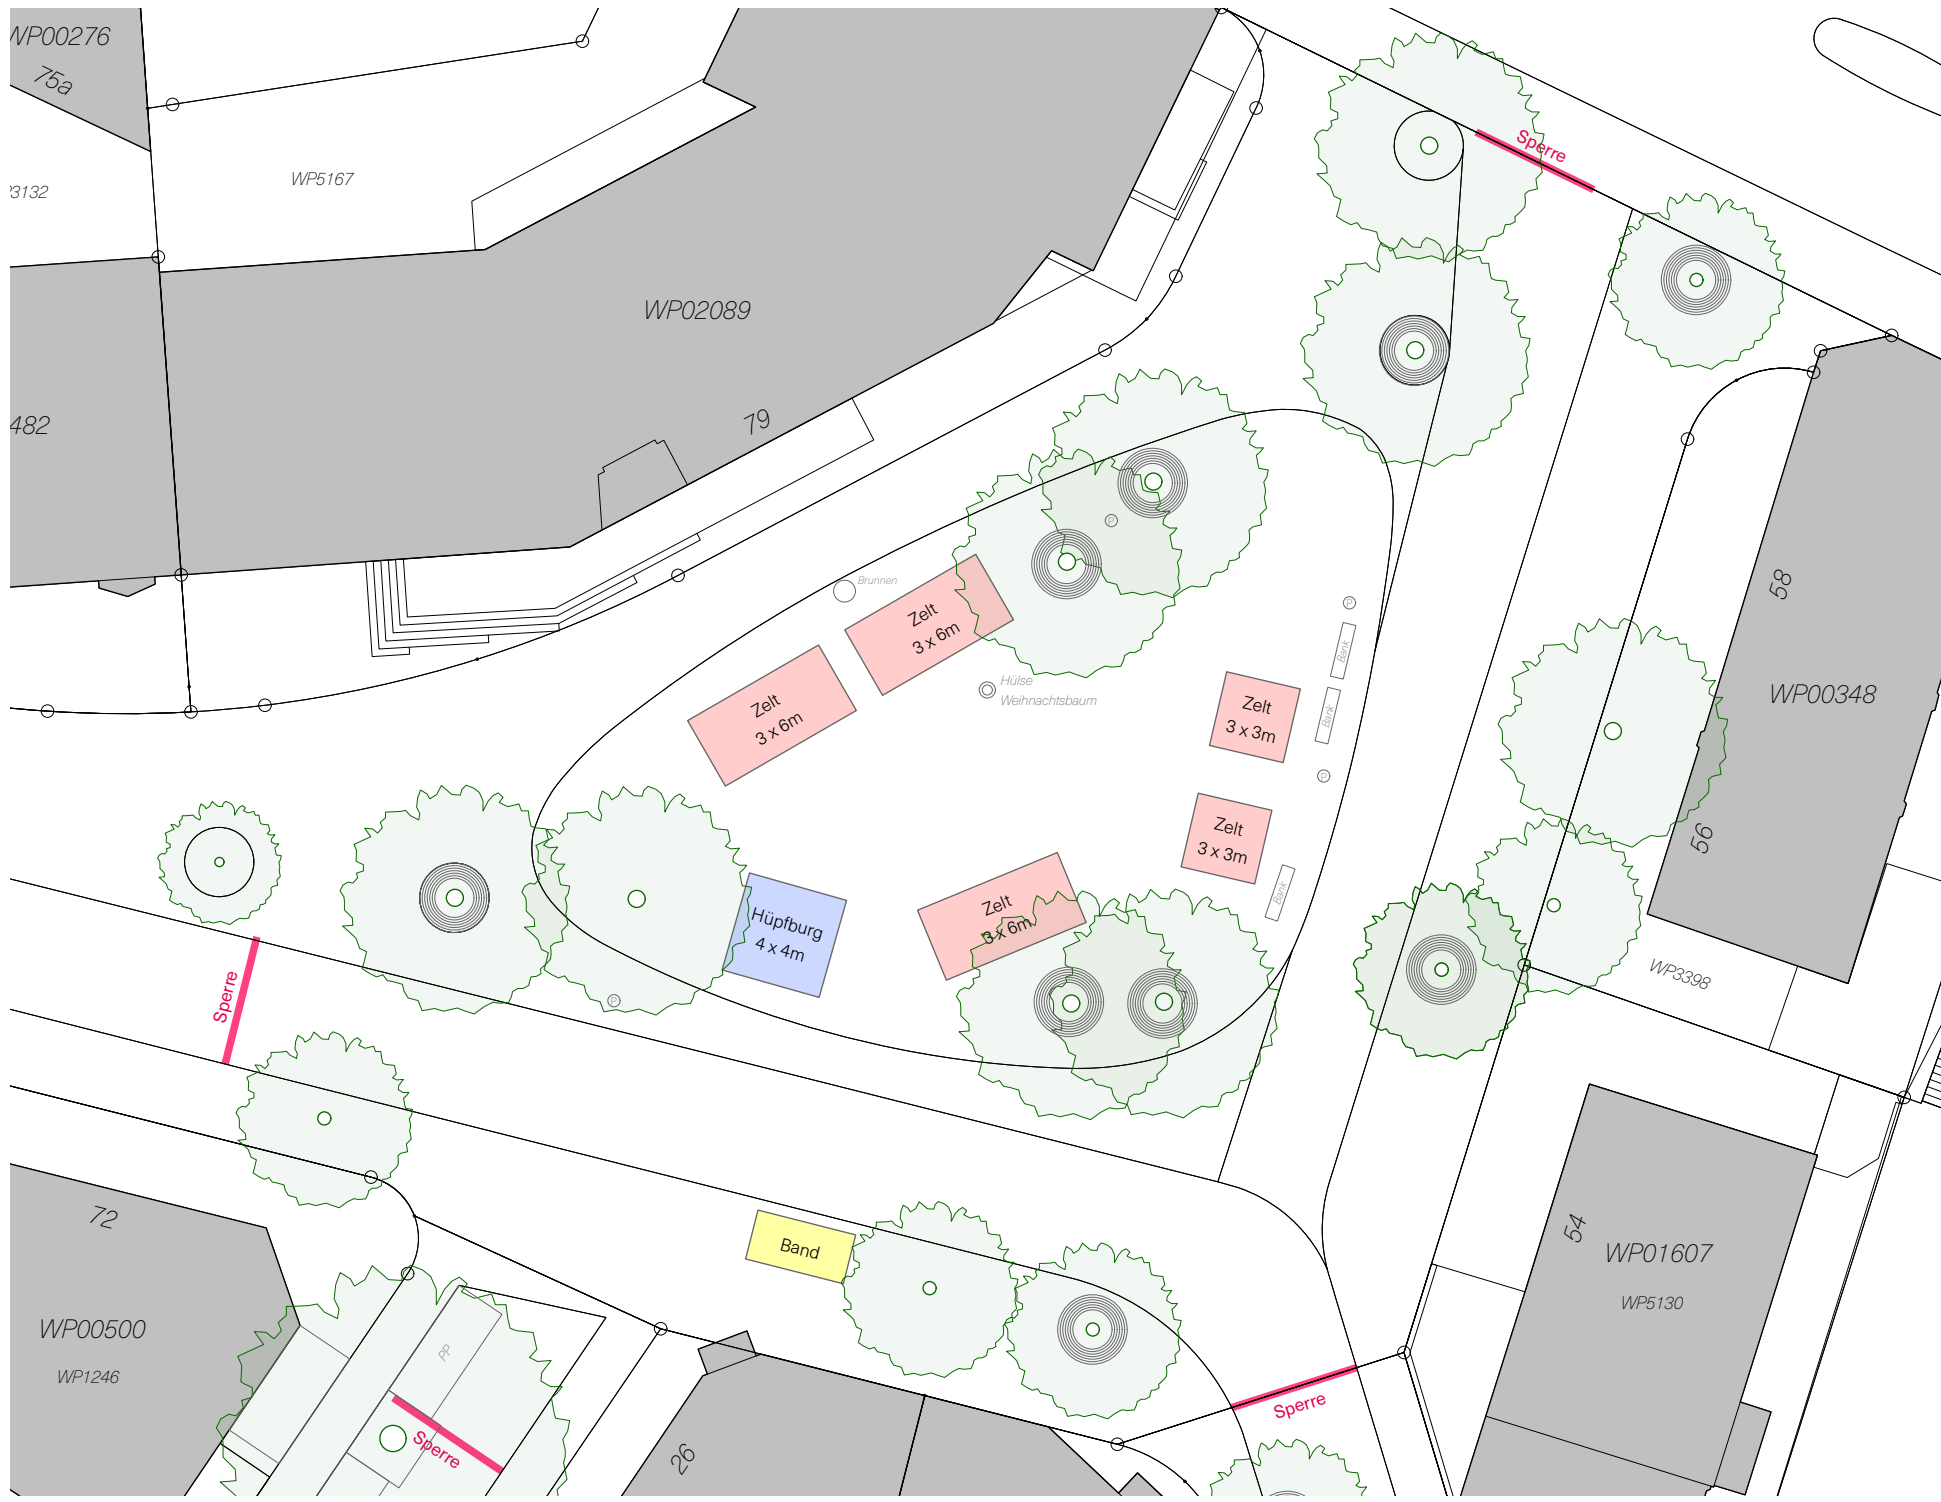 WP00276
75a
WP5167
3132
Sperre
WP02089
79
482
Brunnen
58
Zelt
3 x 6m
Bank
Hülse
Weihnachtsbaum
WP00348
Zelt
3 x 6m
Zelt
3 x 3m
Bank
P
P
P
P
56
Zelt
3 x 3m
Bank
Zelt
3 x 6m
Hüpfburg
4 x 4m
WP3398
Sperre
72
54
Band
WP01607
WP5130
WP00500
WP1246
PP
Sperre
Sperre
26